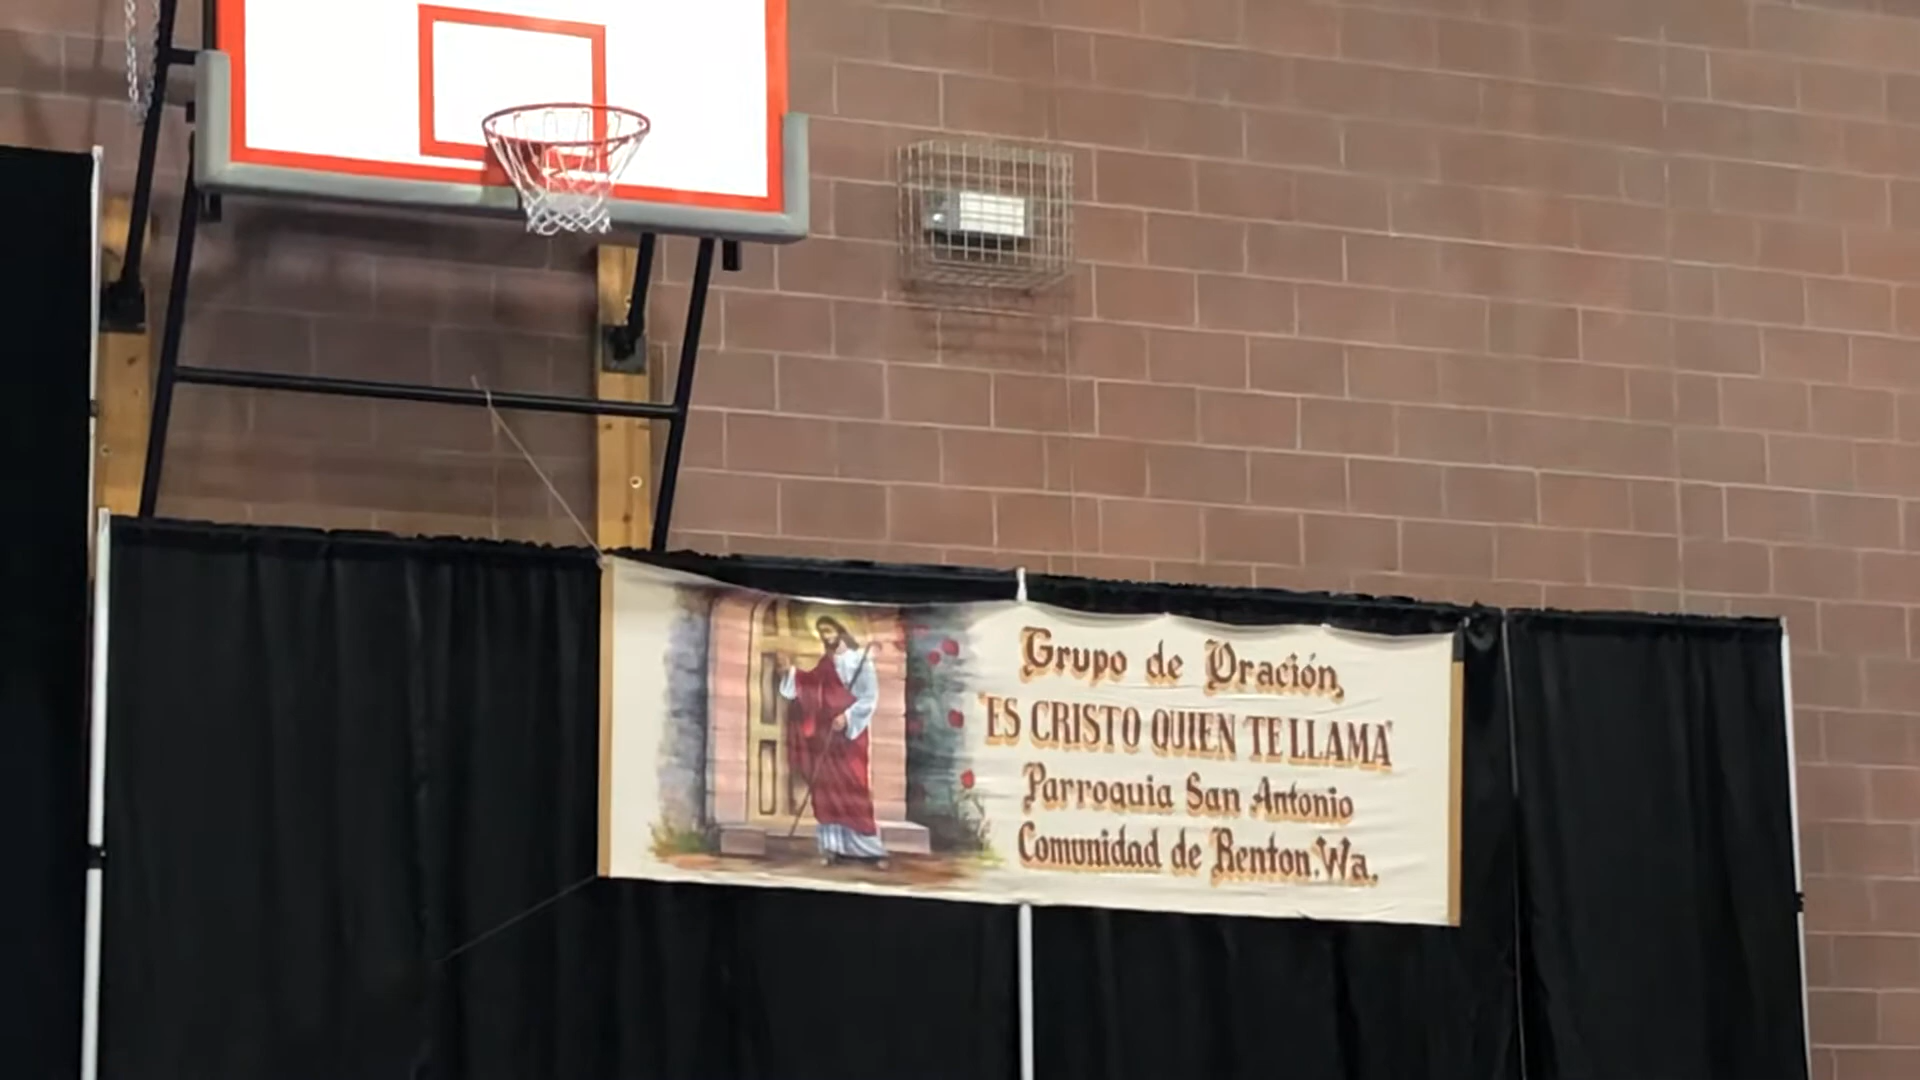 Grupo de Oración,
"ES CRISTO QUIEN TE LLAMA"
Parroquia San Antonio
Comunidad de Renton, Wa.